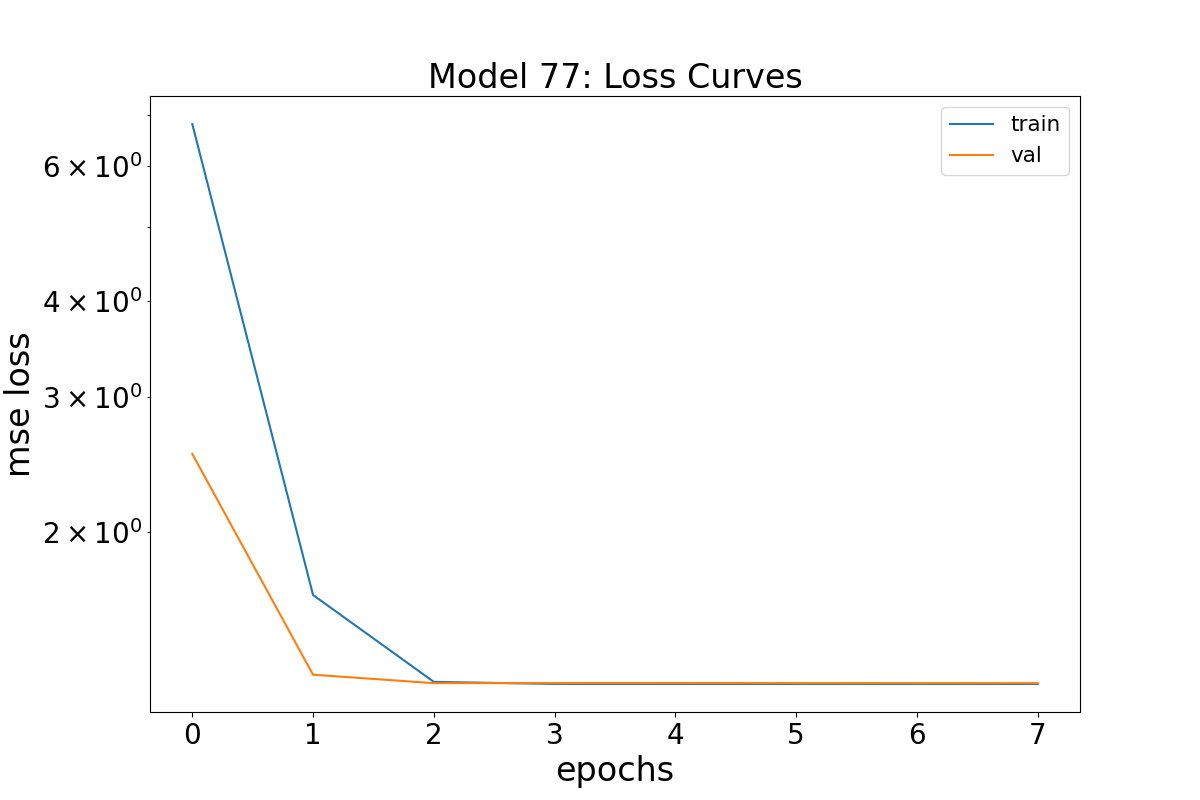 Model 77: Loss Curves
train
val
6 × 10⁰
4 × 10⁰
3 × 10⁰
2 × 10⁰
mse loss
0 1 2 3 4 5 6 7
epochs